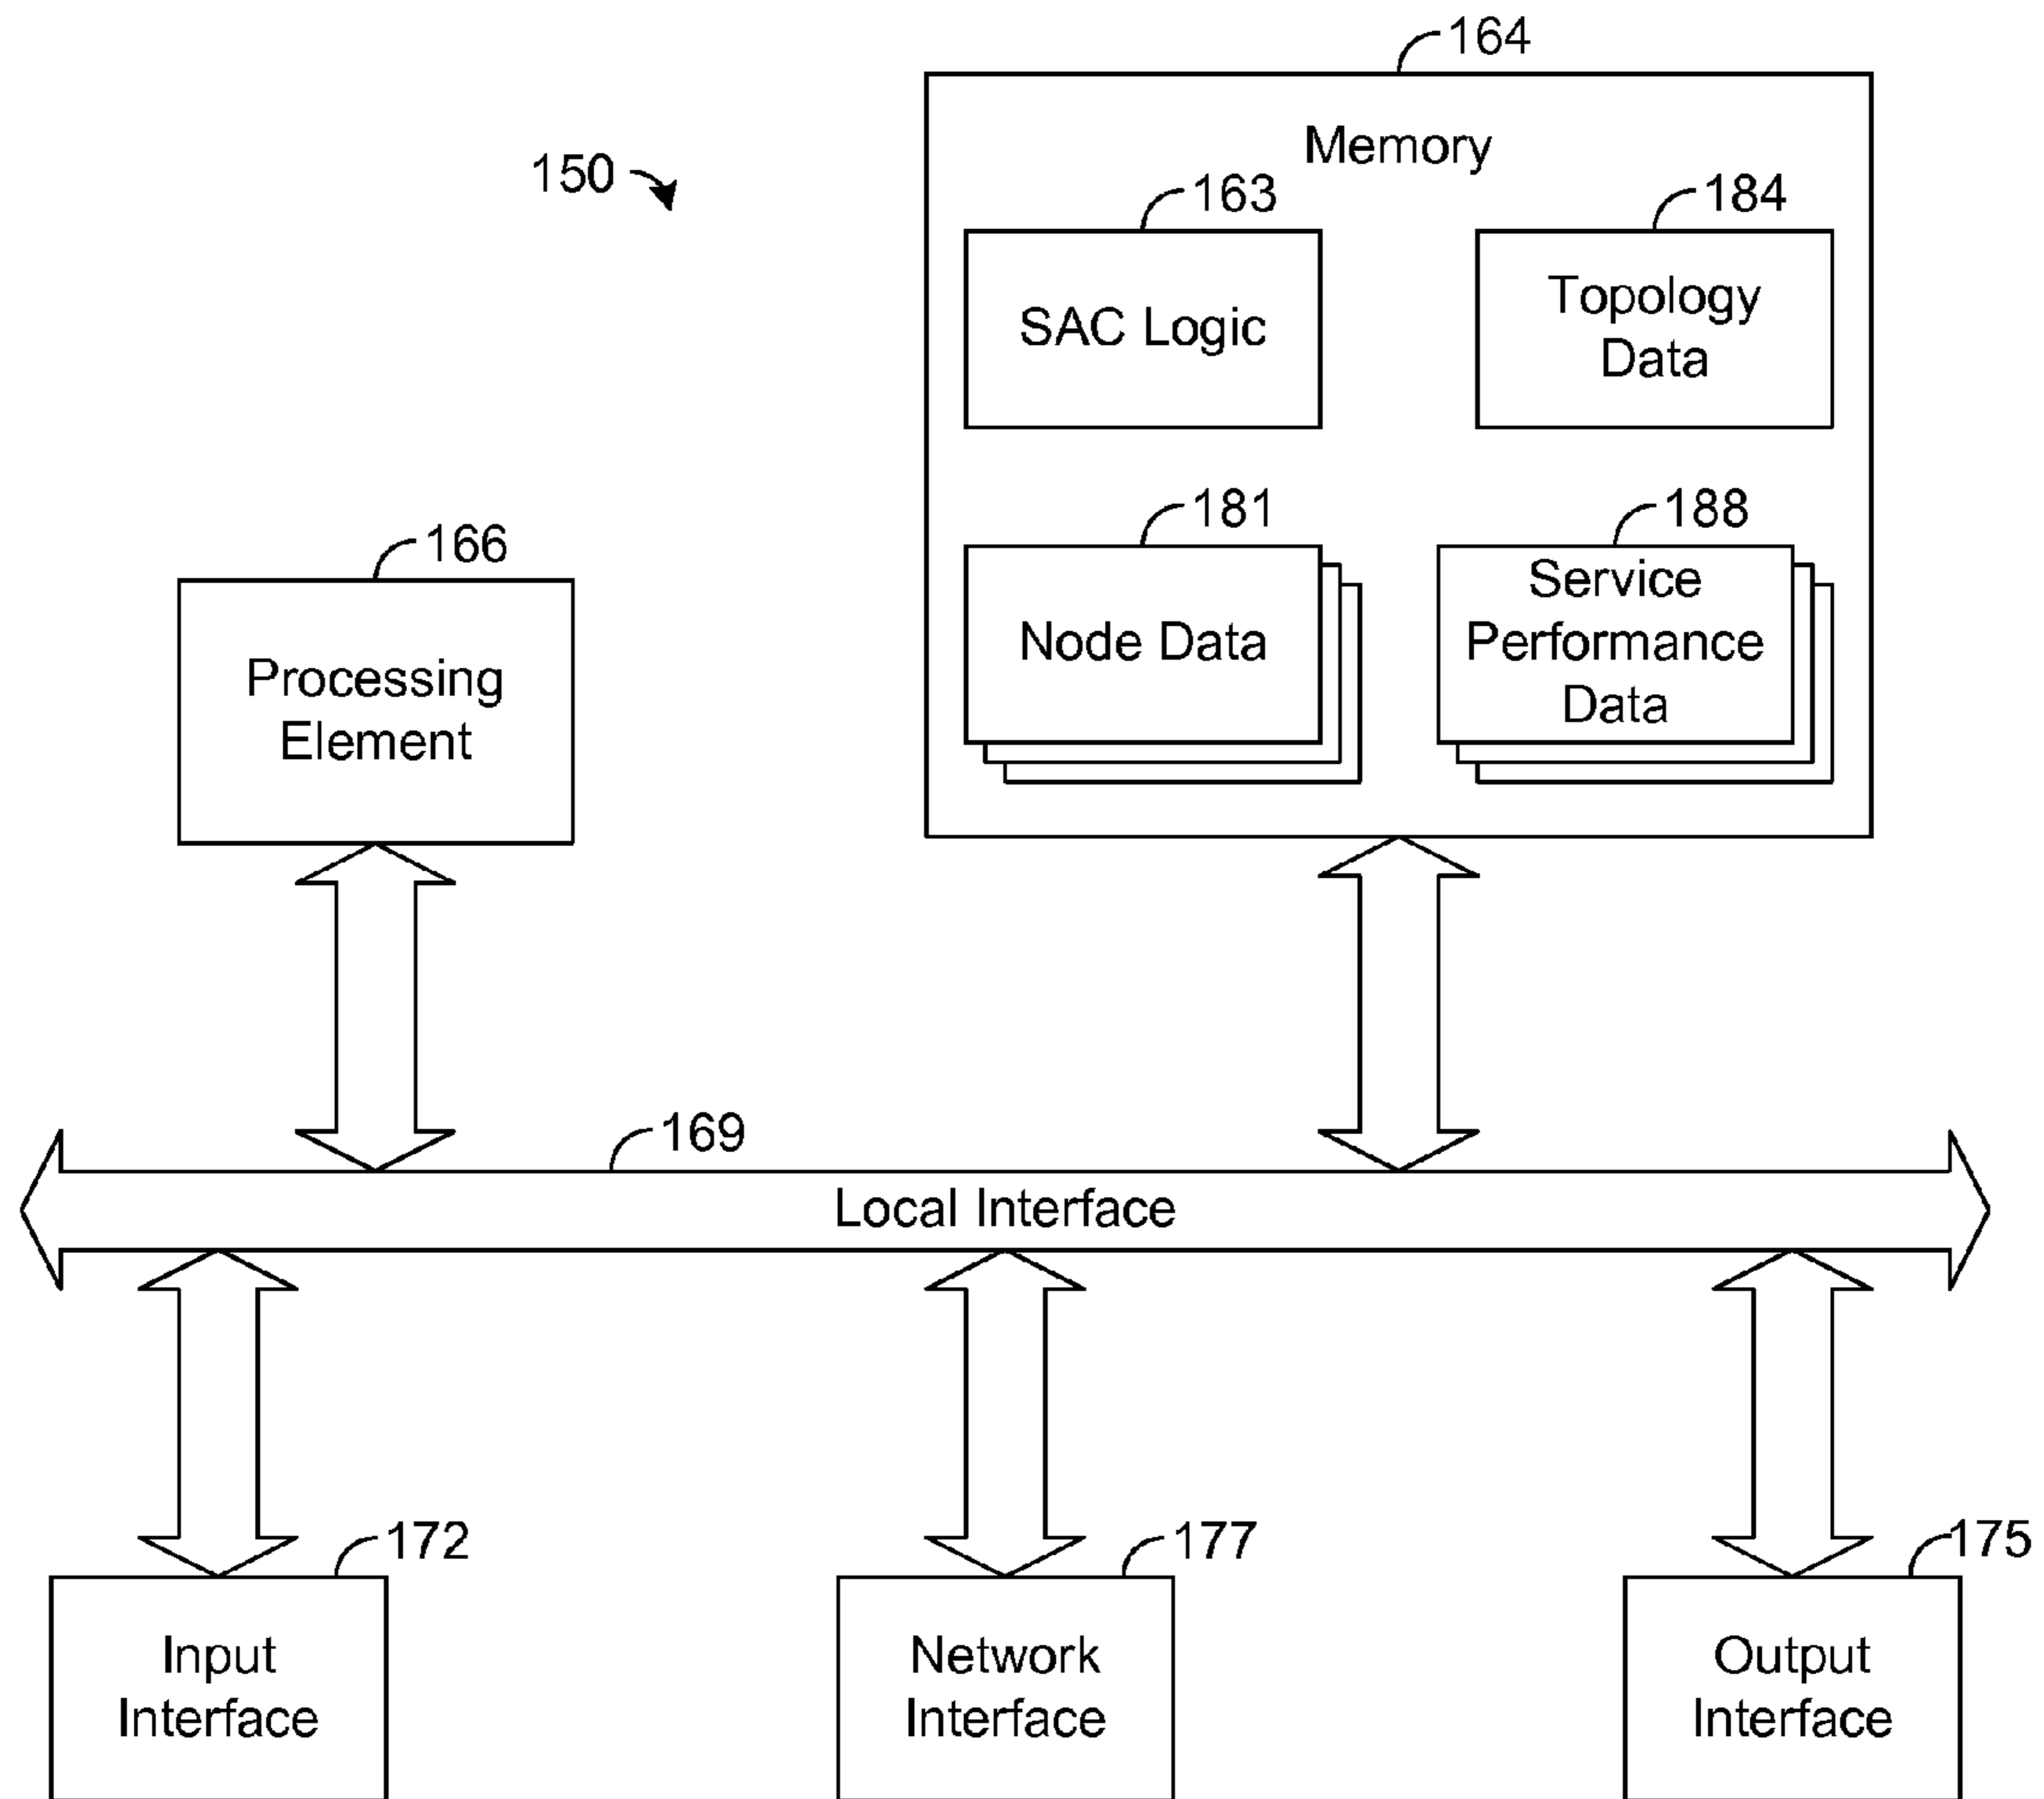 164
Memory
150
163
184
SAC Logic
Topology
Data
181
188
166
Node Data
Service
Performance
Data
Processing
Element
169
Local Interface
172
177
175
Input
Interface
Network
Interface
Output
Interface